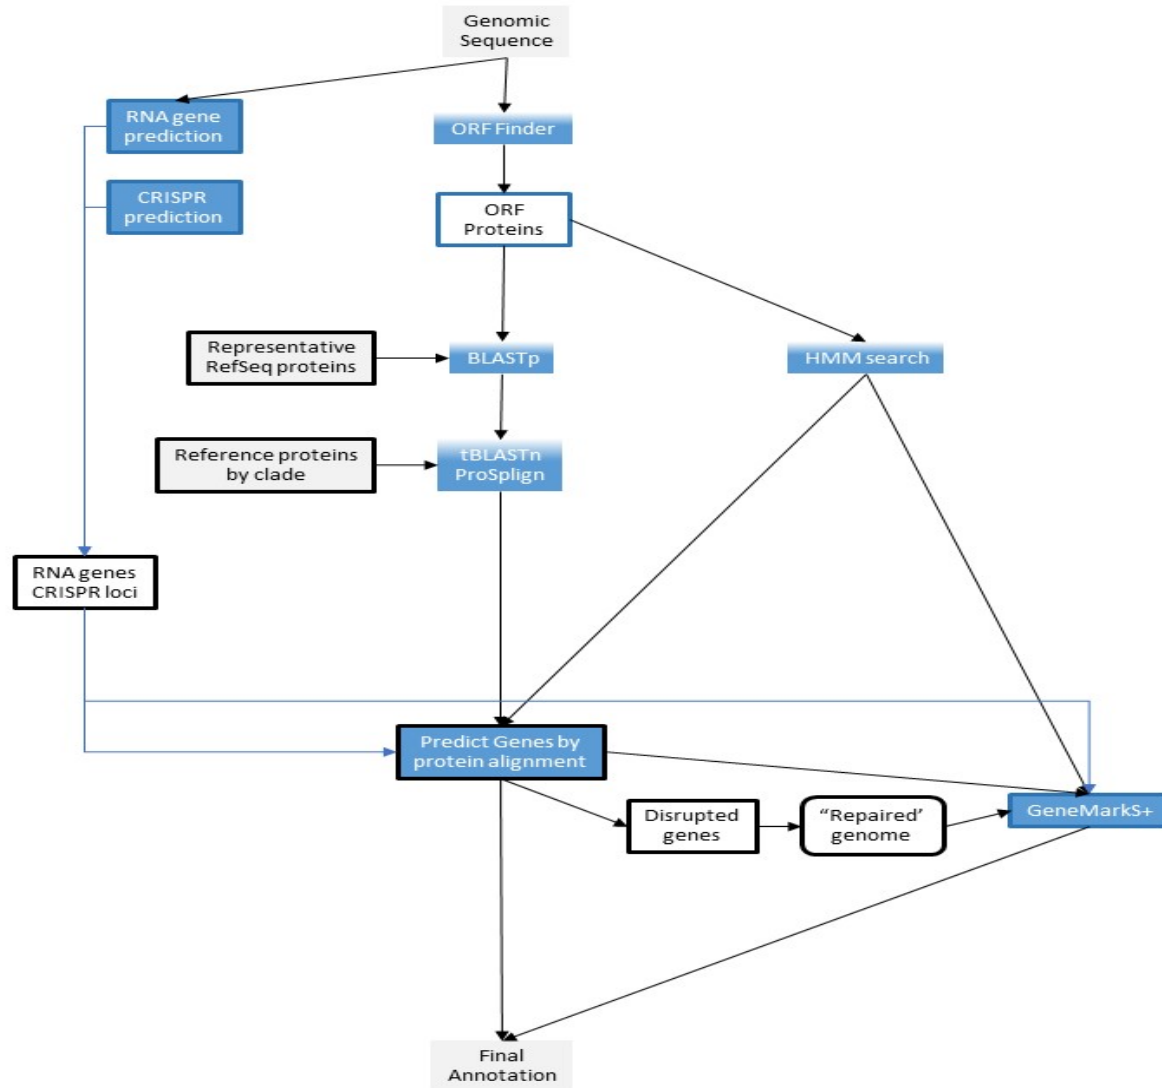 Genomic
Sequence
RNA gene
prediction
ORF Finder
CRISPR
prediction
ORF
Proteins
Representative
RefSeq proteins
BLASTp
HMM search
Reference proteins
by clade
tBLASTn
ProSplign
RNA genes
CRISPR loci
Predict Genes by
protein alignment
Disrupted
genes
“Repaired’
genome
GeneMarkS+
Final
Annotation